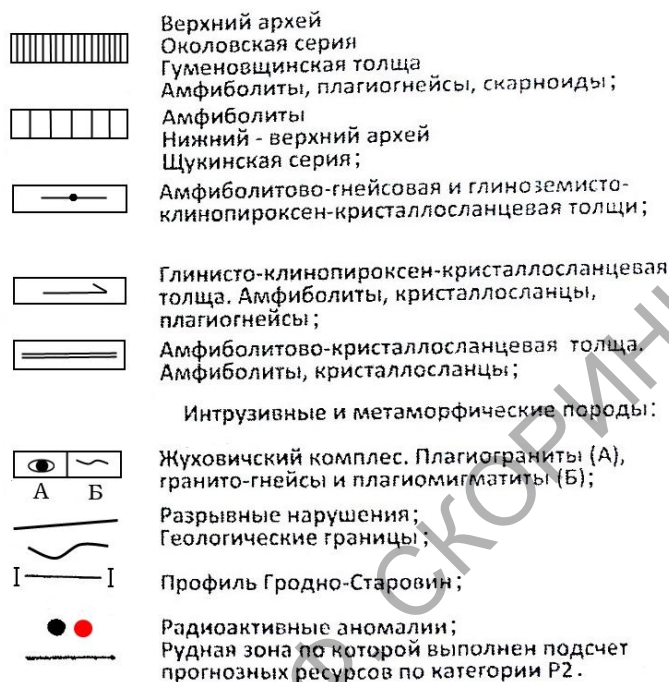 Верхний архей
Околовская серия
Гуменовщинская толща
Амфиболиты, плагиогнейсы, скарноиды;
Амфиболиты
Нижний - верхний архей
Щукинская серия;
Амфиболитово-гнейсовая и глиноземисто-
клинопироксен-кристаллосланцевая толщи;
Глинисто-клинопироксен-кристаллосланцевая
толща. Амфиболиты, кристаллосланцы,
плагиогнейсы;
Амфиболитово-кристаллосланцевая толща.
Амфиболиты, кристаллосланцы;
Интрузивные и метаморфические породы:
Жуховичский комплес. Плагиограниты (А),
гранито-гнейсы и плагиомигматиты (Б);
А Б
Разрывные нарушения;
Геологические границы;
I I
Профиль Гродно-Старовин;
Радиоактивные аномалии;
Рудная зона по которой выполнен подсчет
прогнозных ресурсов по категории Р2.
Ф. СКОРИНЫ